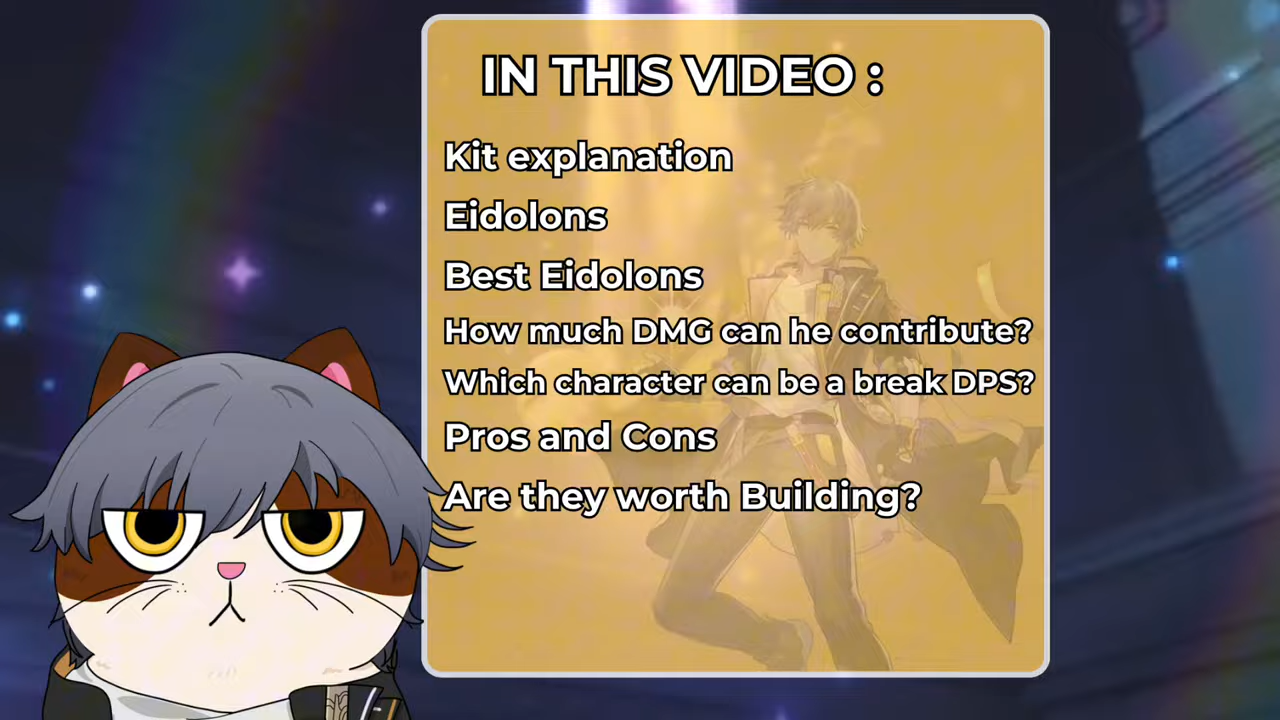 IN THIS VIDEO :
Kit explanation
Eidolons
Best Eidolons
How much DMG can he contribute?
Which character can be a break DPS?
Pros and Cons
Are they worth Building?